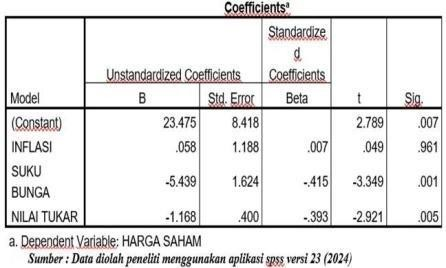 Coefficientsª
Standardize
d
Unstandardized Coefficients Coefficients
Model B Std. Error Beta t Sig.
(Constant) 23.475 8.418 2.789 .007
INFLASI .058 1.188 .007 .049 .961
SUKU
BUNGA -5.439 1.624 -.415 -3.349 .001
NILAI TUKAR -1.168 .400 -.393 -2.921 .005
a. Dependent Variable: HARGA SAHAM
Sumber : Data diolah peneliti menggunakan aplikasi spss versi 23 (2024)